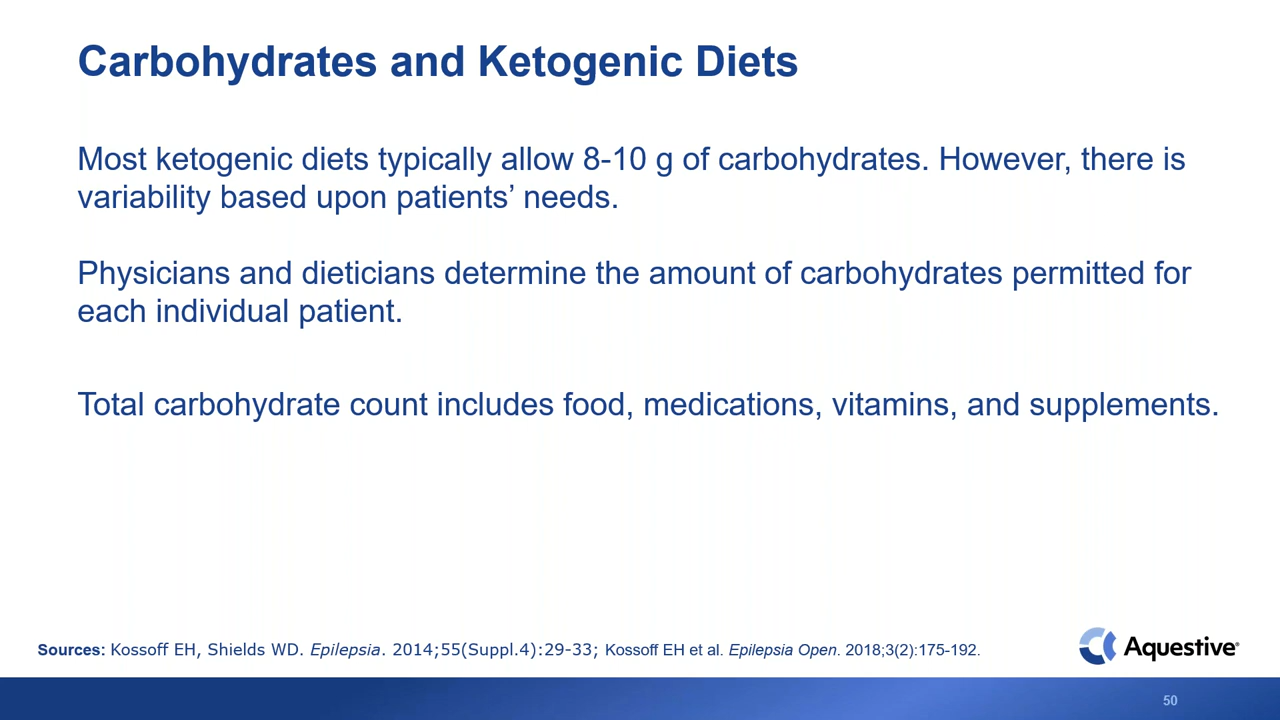 Carbohydrates and Ketogenic Diets
Most ketogenic diets typically allow 8-10 g of carbohydrates. However, there is
variability based upon patients’ needs.
Physicians and dieticians determine the amount of carbohydrates permitted for
each individual patient.
Total carbohydrate count includes food, medications, vitamins, and supplements.
Sources: Kossoff EH, Shields WD. Epilepsia. 2014;55(Suppl.4):29-33; Kossoff EH et al. Epilepsia Open. 2018;3(2):175-192.
Aquestive®
50